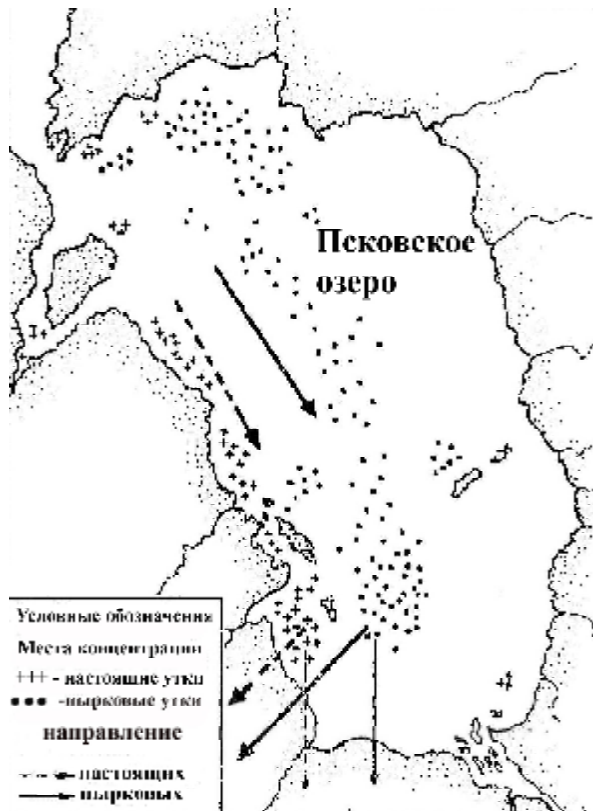 Псковское
озеро
Условные обозначения
Места концентрации
+++ - настоящие утки
●●● -нырковые утки
направление
настоящих
нырковых